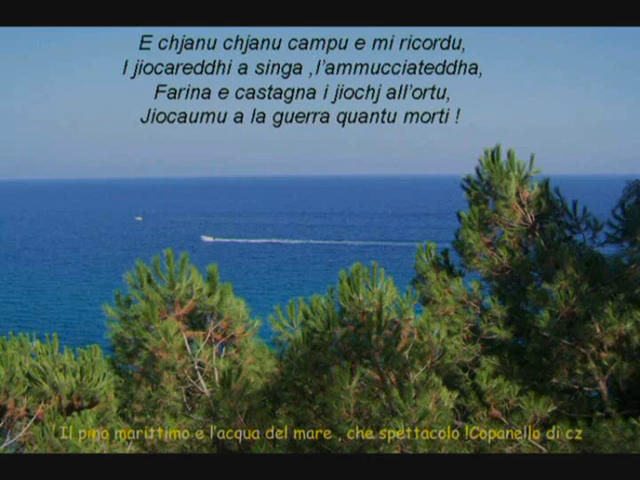 E chjanu chjanu campu e mi ricordu,
I jiocareddhi a singa ,l'ammucciateddha,
Farina e castagna i jiochj all'ortu,
Jiocaumu a la guerra quantu morti !
Il pino marittimo e l'acqua del mare , che spettacolo !Copanello di cz